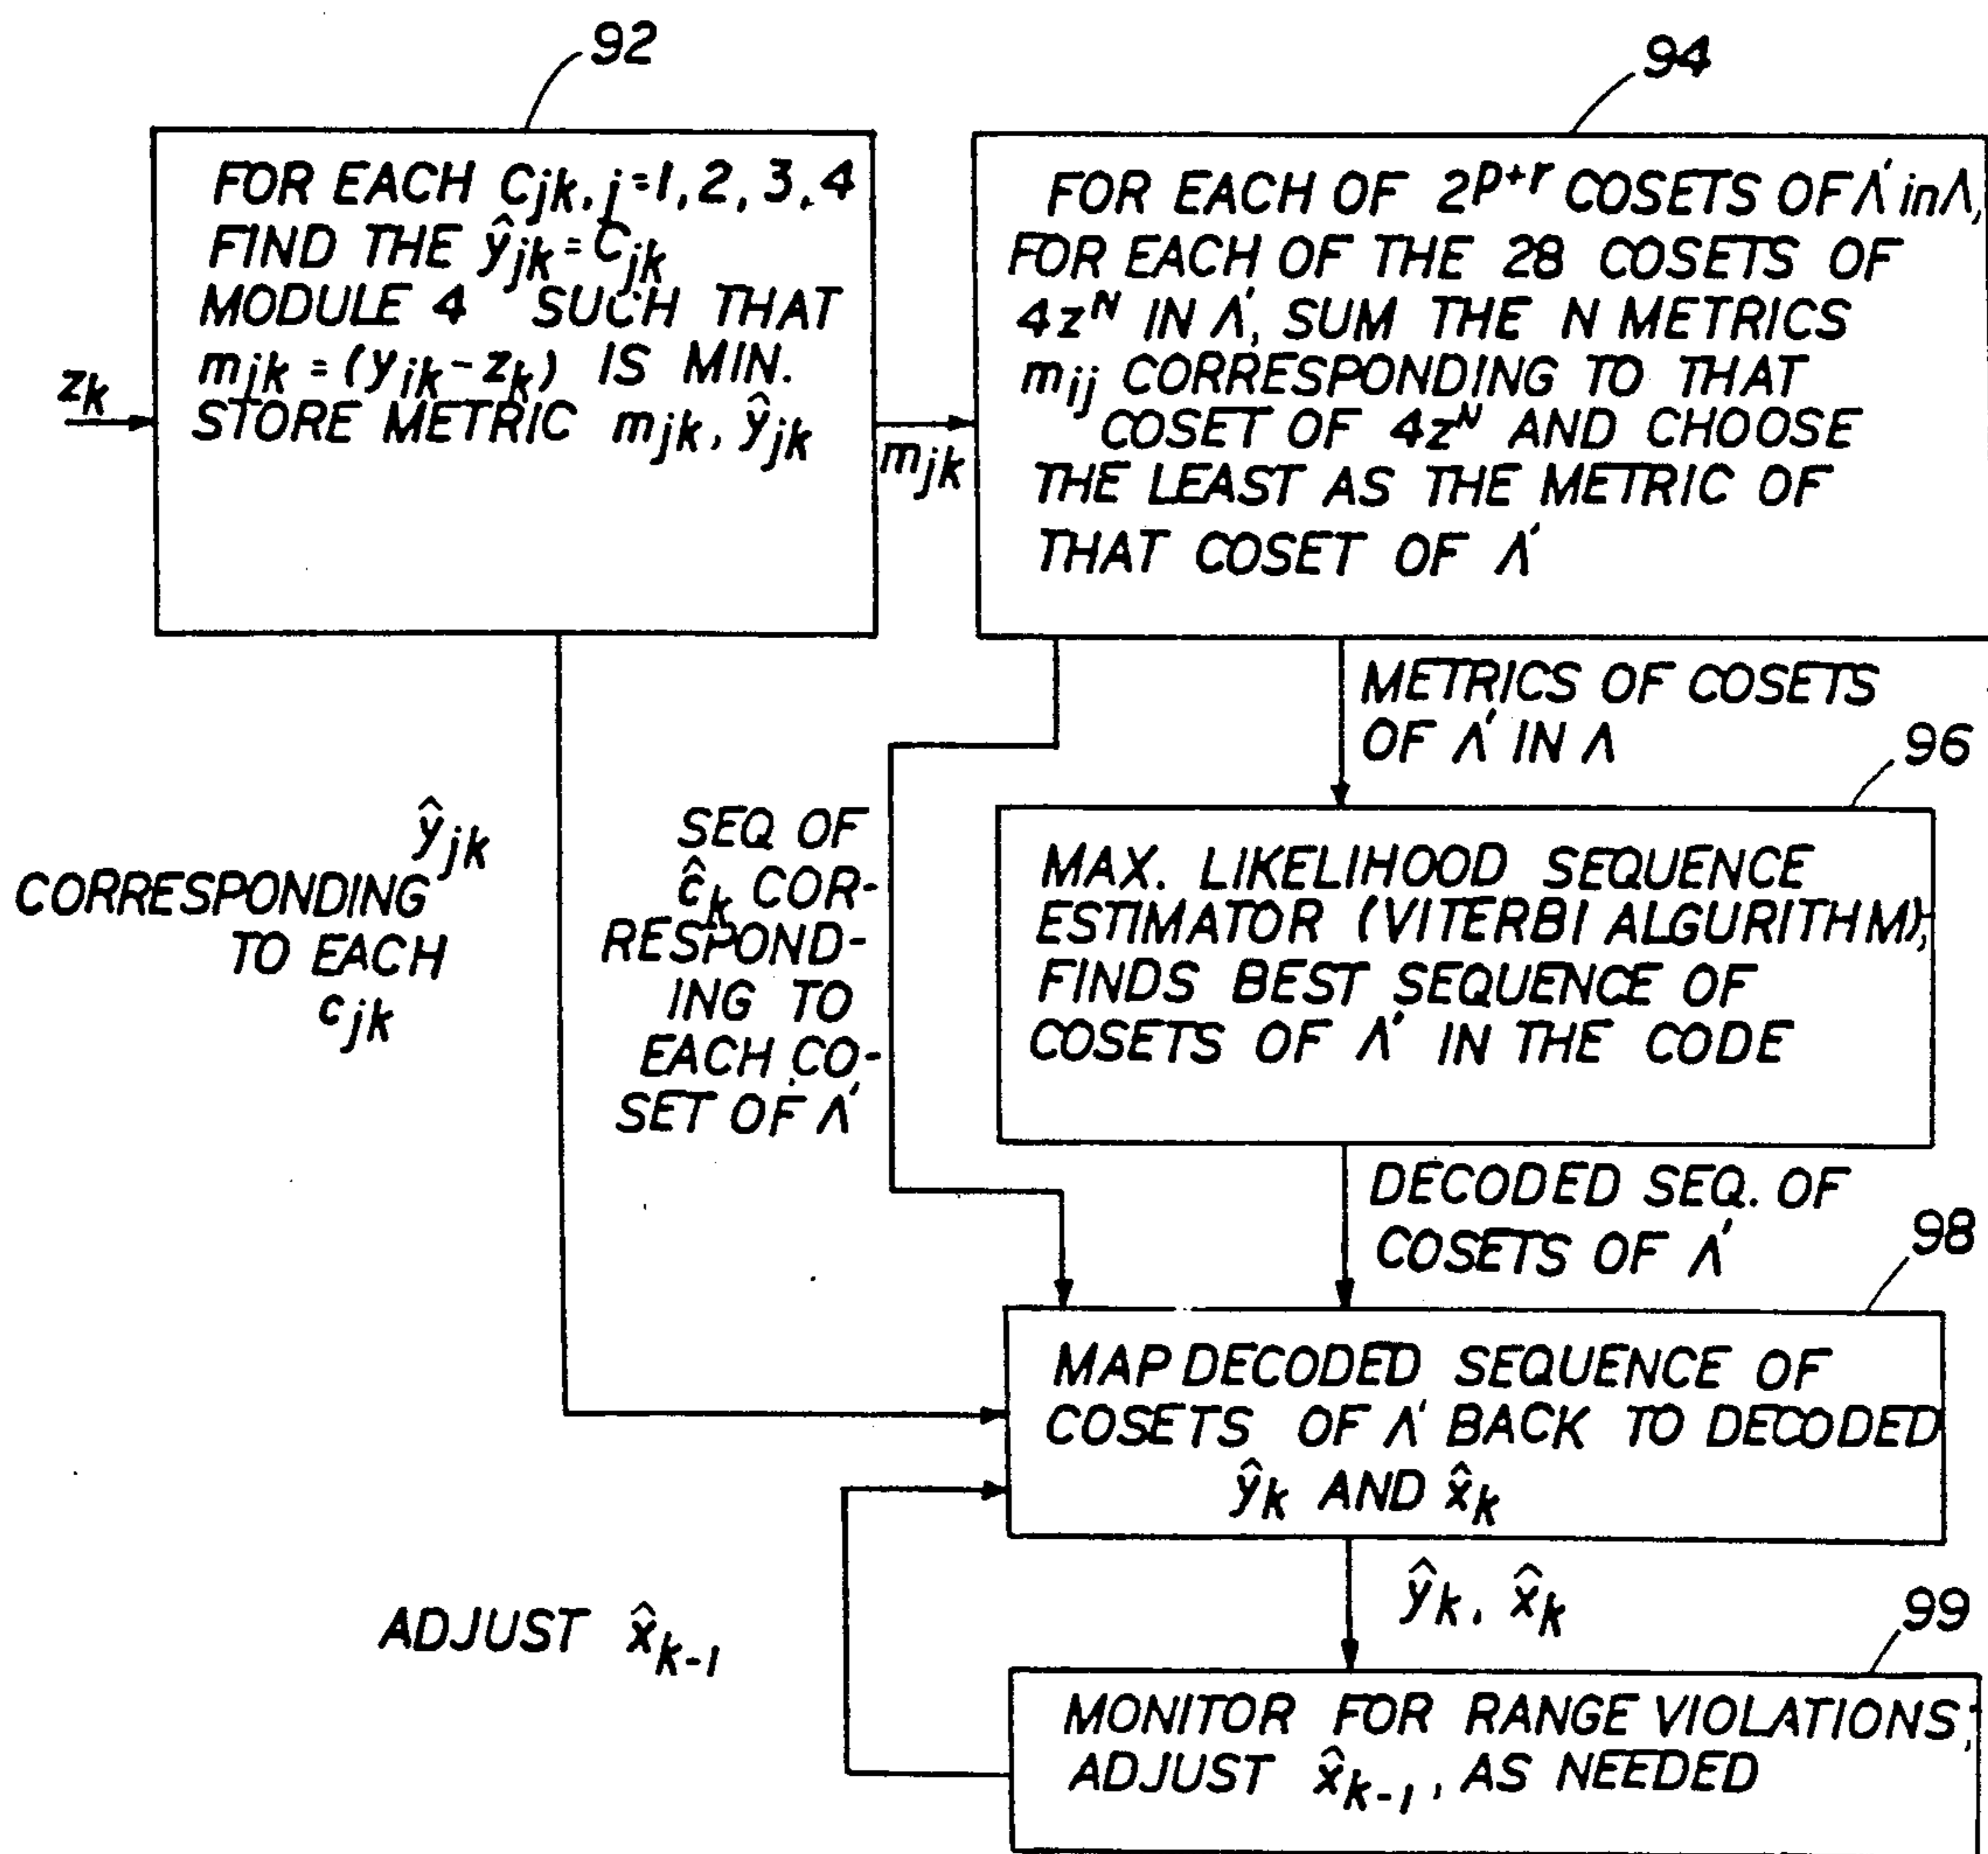 92
FOR EACH Cjk, j=1, 2, 3, 4
FIND THE ŷjk = Cjk
MODULE 4 SUCH THAT
mjk = (yik - zk) IS MIN.
STORE METRIC mjk, ŷjk
zk
mjk
94
FOR EACH OF 2^p+r COSETS OF Λ' in Λ,
FOR EACH OF THE 28 COSETS OF
4z^N IN Λ', SUM THE N METRICS
mij CORRESPONDING TO THAT
COSET OF 4z^N AND CHOOSE
THE LEAST AS THE METRIC OF
THAT COSET OF Λ'
METRICS OF COSETS
OF Λ' IN Λ
ŷjk
CORRESPONDING
TO EACH
cjk
SEQ OF
ĉk COR-
RESPOND-
ING TO
EACH CO-
SET OF Λ'
96
MAX. LIKELIHOOD SEQUENCE
ESTIMATOR (VITERBI ALGURITHM),
FINDS BEST SEQUENCE OF
COSETS OF Λ' IN THE CODE
DECODED SEQ. OF
COSETS OF Λ'
98
MAP DECODED SEQUENCE OF
COSETS OF Λ' BACK TO DECODED
ŷk AND x̂k
ŷk, x̂k
ADJUST x̂k-1
99
MONITOR FOR RANGE VIOLATIONS;
ADJUST x̂k-1, AS NEEDED